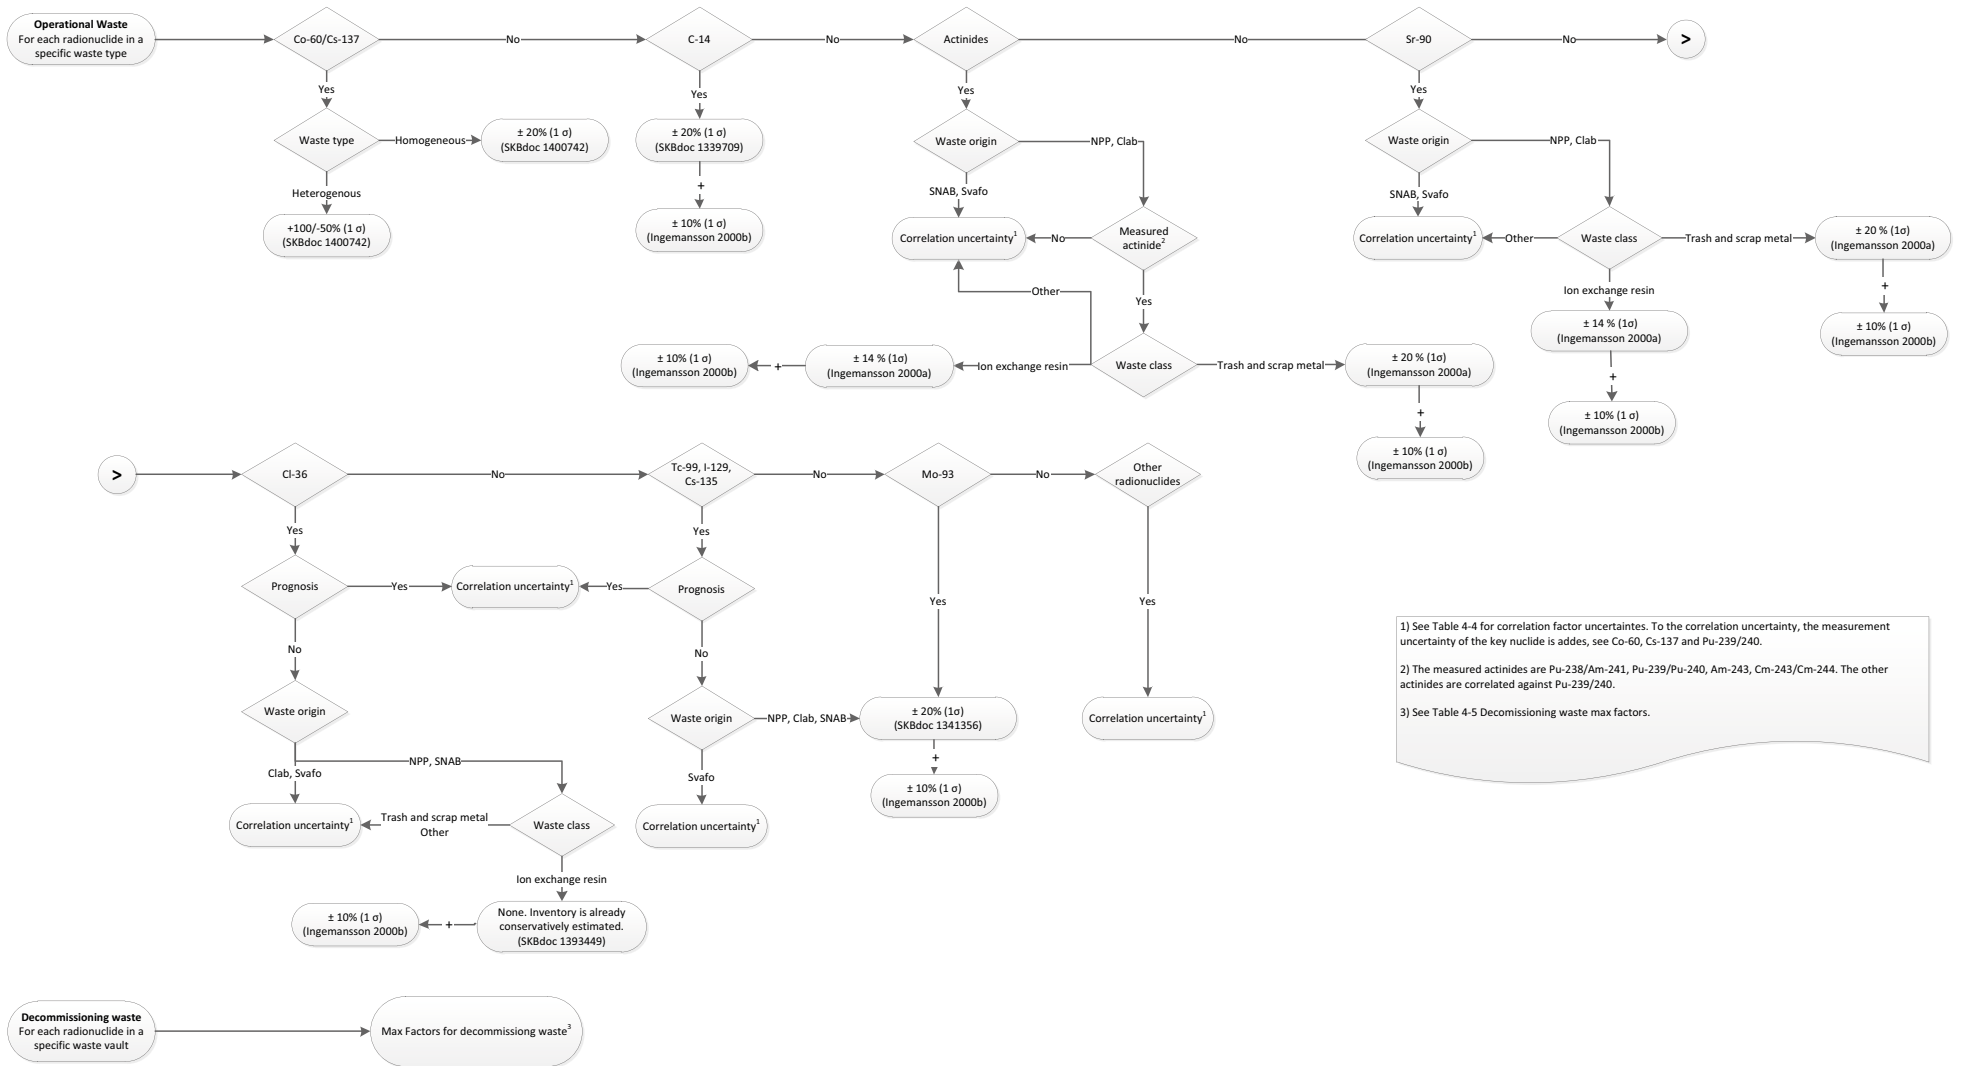 Operational Waste
For each radionuclide in a
specific waste type
Co-60/Cs-137
No
C-14
No
Actinides
No
Sr-90
No
>
Yes
Waste type
Homogeneous
± 20% (1 σ)
(SKBdoc 1400742)
Heterogenous
+100/-50% (1 σ)
(SKBdoc 1400742)
Yes
± 20% (1 σ)
(SKBdoc 1339709)
+
± 10% (1 σ)
(Ingemansson 2000b)
Yes
Waste origin
NPP, Clab
SNAB, Svafo
Correlation uncertainty1
No
Measured
actinide2
Other
Yes
Waste class
Ion exchange resin
± 14 % (1σ)
(Ingemansson 2000a)
+
± 10% (1 σ)
(Ingemansson 2000b)
Trash and scrap metal
± 20 % (1σ)
(Ingemansson 2000a)
+
± 10% (1 σ)
(Ingemansson 2000b)
Yes
Waste origin
NPP, Clab
SNAB, Svafo
Correlation uncertainty1
Other
Waste class
Trash and scrap metal
± 20 % (1σ)
(Ingemansson 2000a)
+
± 10% (1 σ)
(Ingemansson 2000b)
Ion exchange resin
± 14 % (1σ)
(Ingemansson 2000a)
+
± 10% (1 σ)
(Ingemansson 2000b)
>
Cl-36
No
Tc-99, I-129,
Cs-135
No
Mo-93
No
Other
radionuclides
Yes
Prognosis
Yes
Correlation uncertainty1
Yes
Prognosis
Yes
No
Waste origin
Clab, Svafo
NPP, SNAB
Correlation uncertainty1
Trash and scrap metal
Other
Waste class
Ion exchange resin
None. Inventory is already
conservatively estimated.
(SKBdoc 1393449)
+
± 10% (1 σ)
(Ingemansson 2000b)
No
Waste origin
NPP, Clab, SNAB
Svafo
Correlation uncertainty1
Yes
± 20% (1σ)
(SKBdoc 1341356)
+
± 10% (1 σ)
(Ingemansson 2000b)
Yes
Correlation uncertainty1
1) See Table 4-4 for correlation factor uncertaintes. To the correlation uncertainty, the measurement
uncertainty of the key nuclide is addes, see Co-60, Cs-137 and Pu-239/240.
2) The measured actinides are Pu-238/Am-241, Pu-239/Pu-240, Am-243, Cm-243/Cm-244. The other
actinides are correlated against Pu-239/240.
3) See Table 4-5 Decomissioning waste max factors.
Decommissioning waste
For each radionuclide in a
specific waste vault
Max Factors for decommissiong waste3